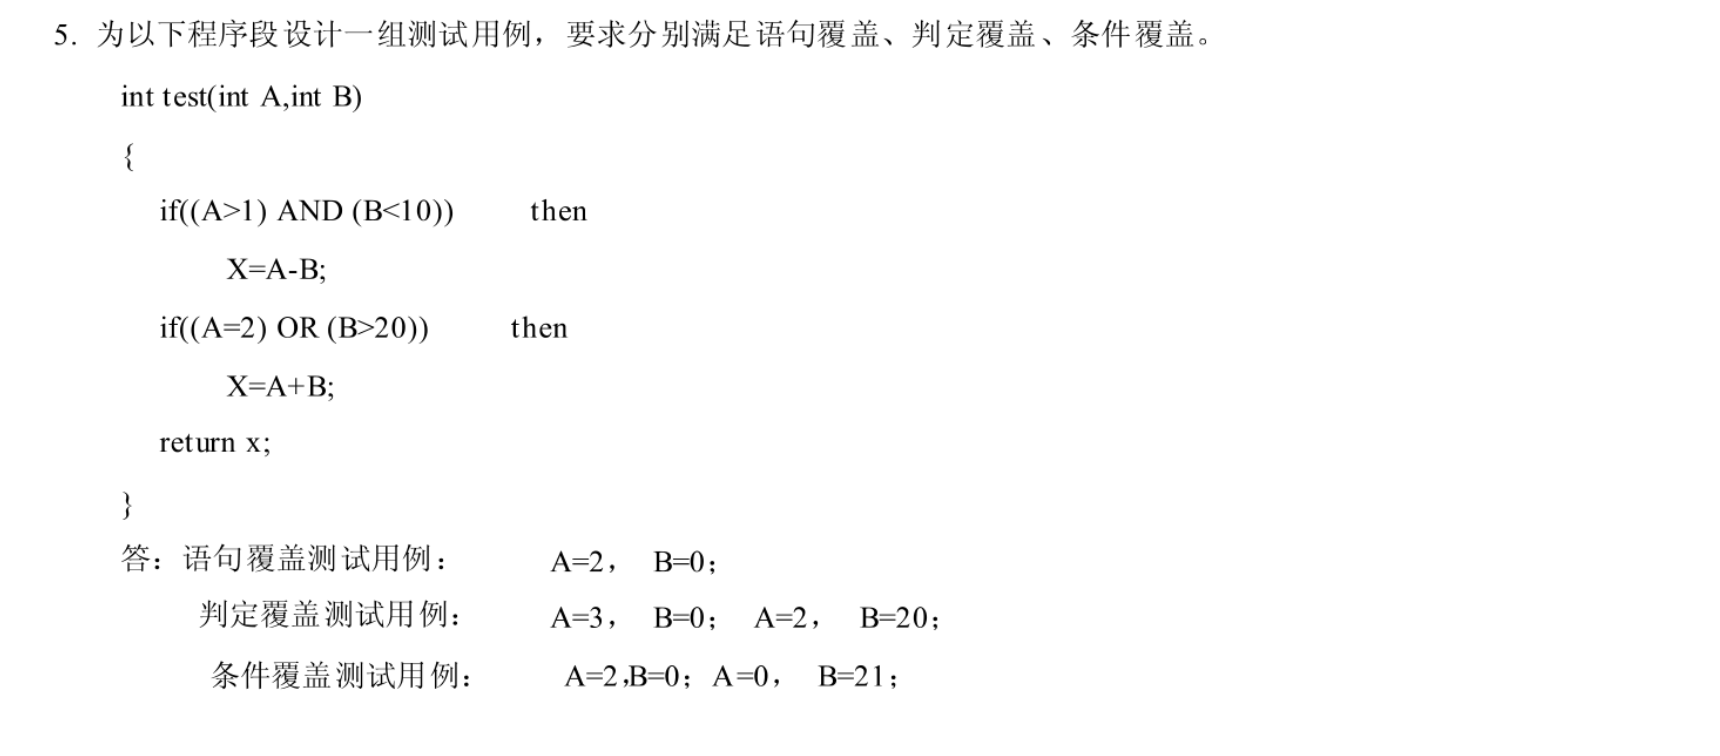 5. 为以下程序段设计一组测试用例，要求分别满足语句覆盖、判定覆盖、条件覆盖。
int test(int A,int B)
{
if((A>1) AND (B<10)) then
X=A-B;
if((A=2) OR (B>20)) then
X=A+B;
return x;
}
答：语句覆盖测试用例： A=2， B=0；
判定覆盖测试用例： A=3， B=0； A=2， B=20；
条件覆盖测试用例： A=2,B=0；A=0， B=21；